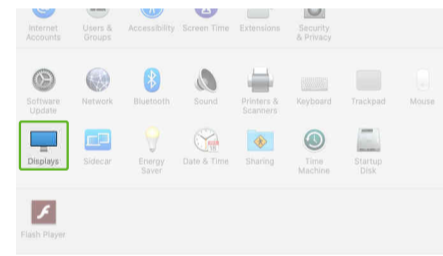 Internet Users & Accessibility Screen Time Extensions Security
Accounts Groups & Privacy
Software Network Bluetooth Sound Printers & Keyboard Trackpad Mouse
Update Scanners
Displays Sidecar Energy Date & Time Sharing Time Startup
Saver Machine Disk
Flash Player